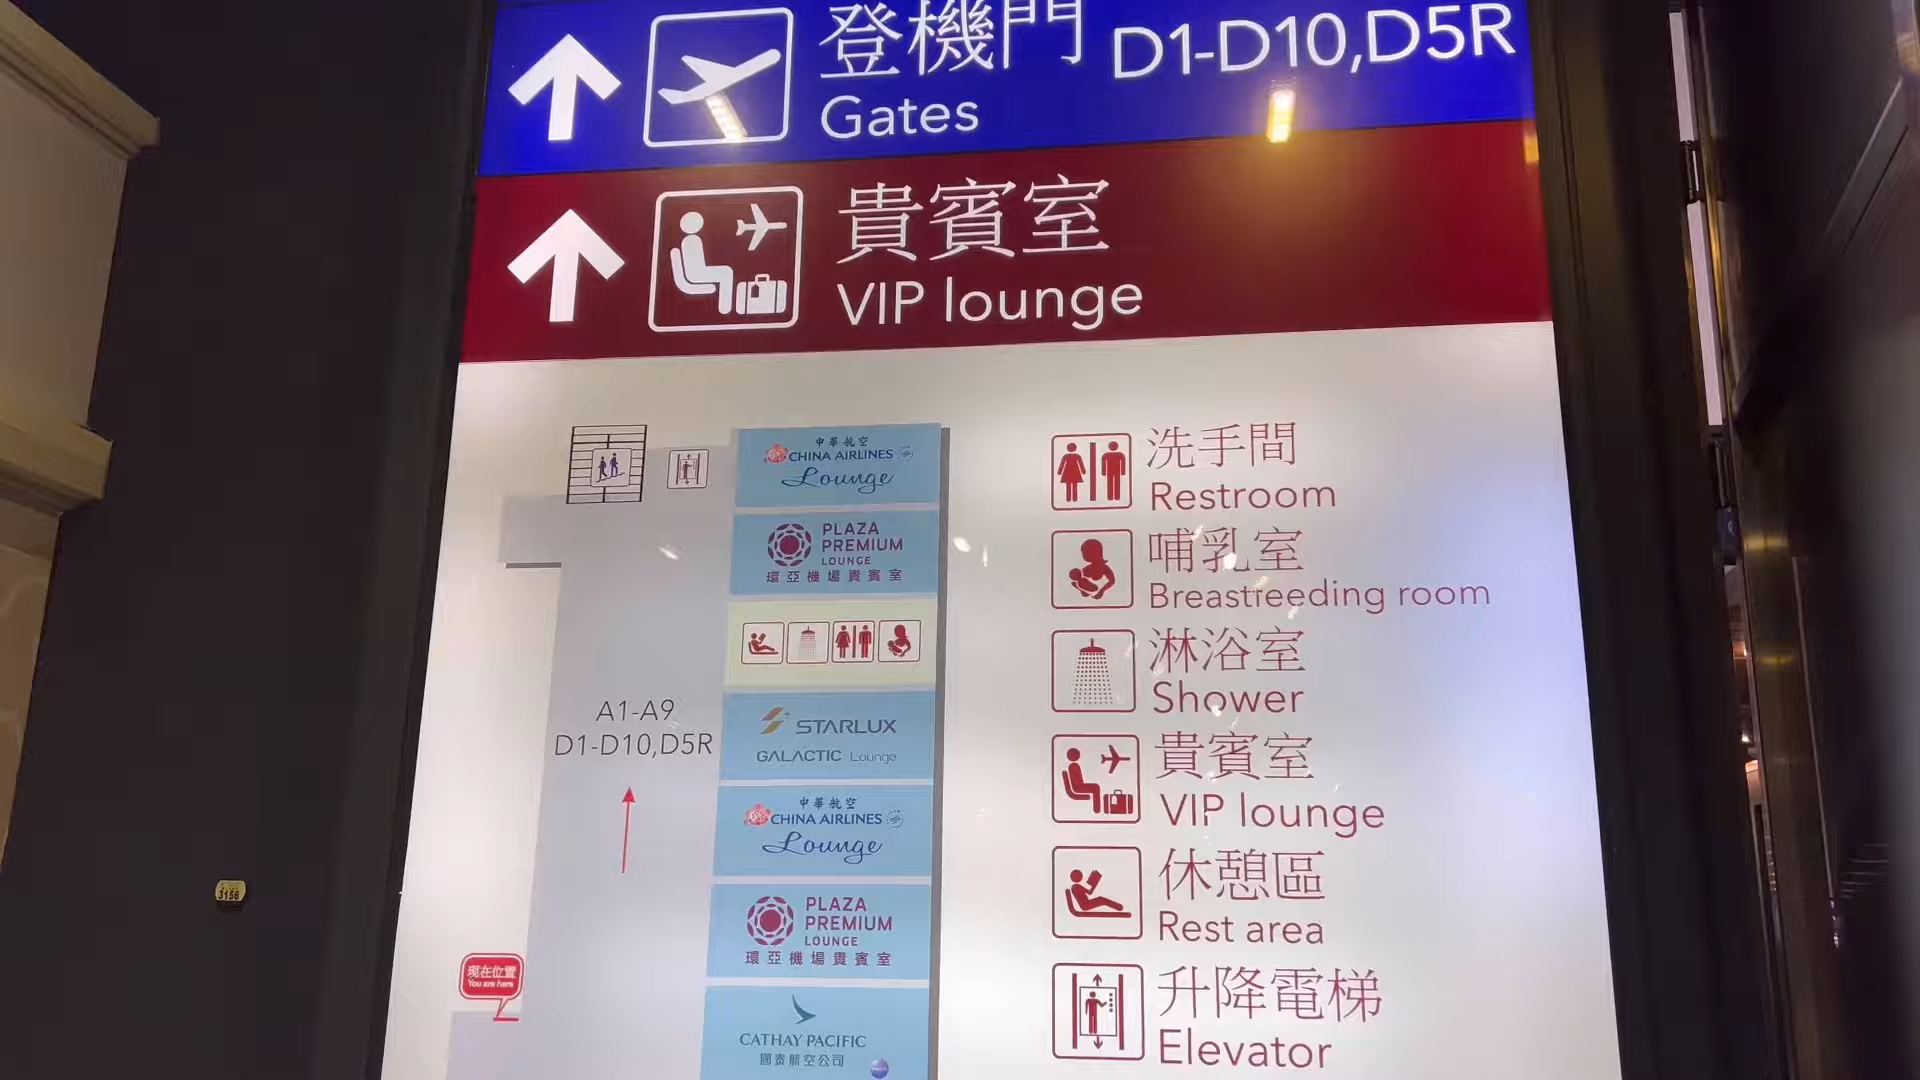 登機門 D1-D10,D5R
Gates
貴賓室
VIP lounge
中華航空
CHINA AIRLINES
Lounge
PLAZA
PREMIUM
LOUNGE
環亞機場貴賓室
STARLUX
GALACTIC Lounge
中華航空
CHINA AIRLINES
Lounge
PLAZA
PREMIUM
LOUNGE
環亞機場貴賓室
CATHAY PACIFIC
國泰航空公司
A1-A9
D1-D10,D5R
現在位置
You are here
洗手間
Restroom
哺乳室
Breastfeeding room
淋浴室
Shower
貴賓室
VIP lounge
休憩區
Rest area
升降電梯
Elevator
3156